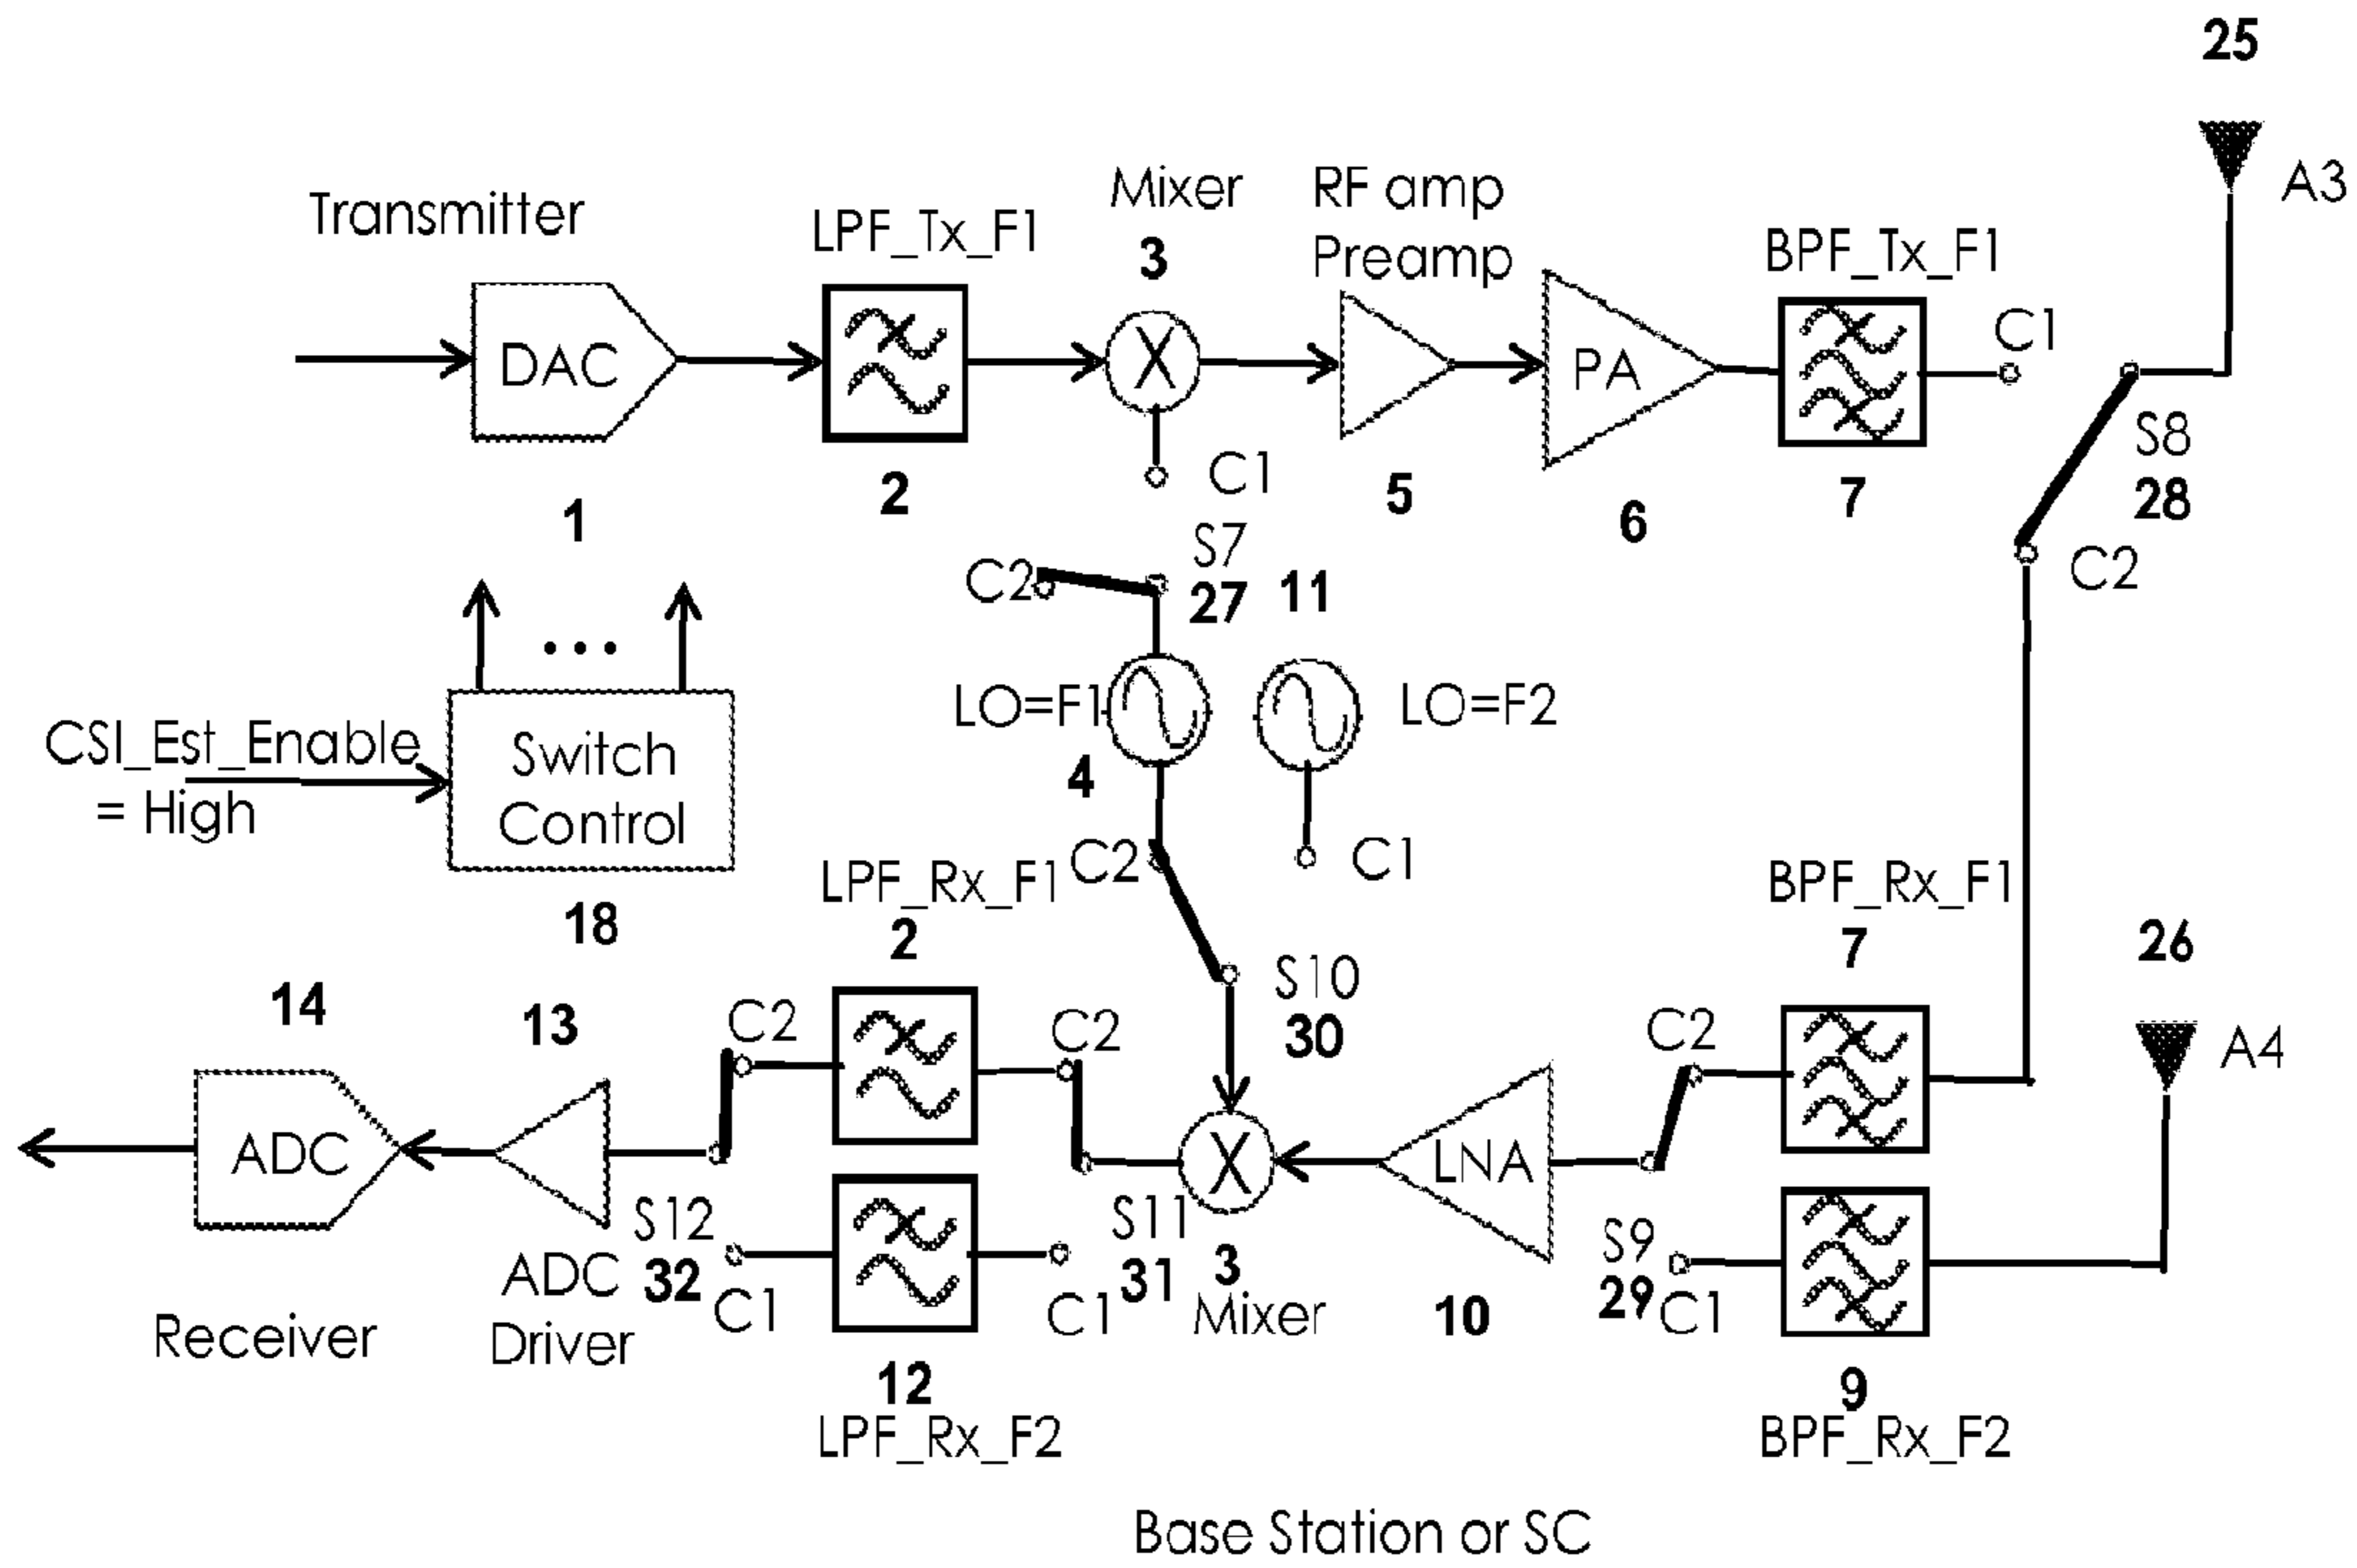 25
A3
Transmitter
LPF_Tx_F1
Mixer
3
RF amp
Preamp
BPF_Tx_F1
DAC
X
PA
C1
1
2
C1
5
6
7
S8
28
C2
S7
27
C2
11
LO=F1
LO=F2
4
CSI_Est_Enable
= High
Switch
Control
18
C2
C1
LPF_Rx_F1
2
BPF_Rx_F1
7
26
A4
S10
30
14
13
C2
C2
C2
ADC
X
LNA
S12
32
C1
ADC
Driver
S11
31
C1
3
Mixer
10
S9
29
C1
Receiver
12
LPF_Rx_F2
9
BPF_Rx_F2
Base Station or SC